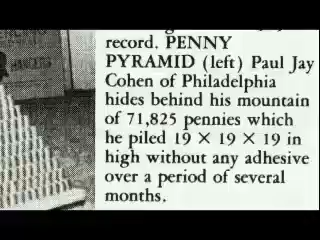 record. PENNY
PYRAMID (left) Paul Jay
Cohen of Philadelphia
hides behind his mountain
of 71,825 pennies which
he piled 19 × 19 × 19 in
high without any adhesive
over a period of several
months.